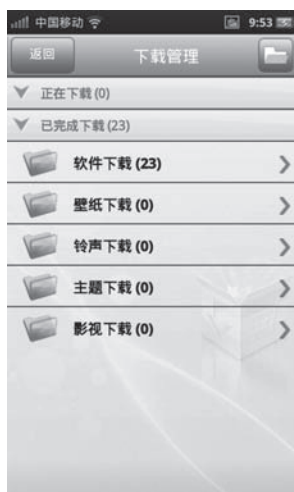 中国移动 9:53
返回 下载管理
正在下载(0)
已完成下载(23)
软件下载(23)
壁纸下载(0)
铃声下载(0)
主题下载(0)
影视下载(0)